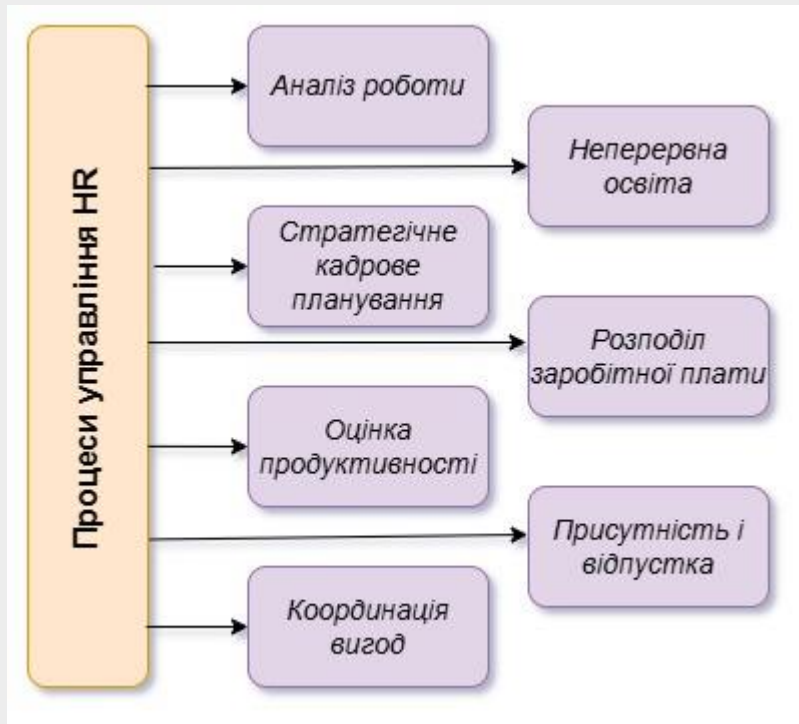 Процеси управління HR
Аналіз роботи
Неперервна
освіта
Стратегічне
кадрове
планування
Розподіл
заробітної плати
Оцінка
продуктивності
Присутність і
відпустка
Координація
вигод